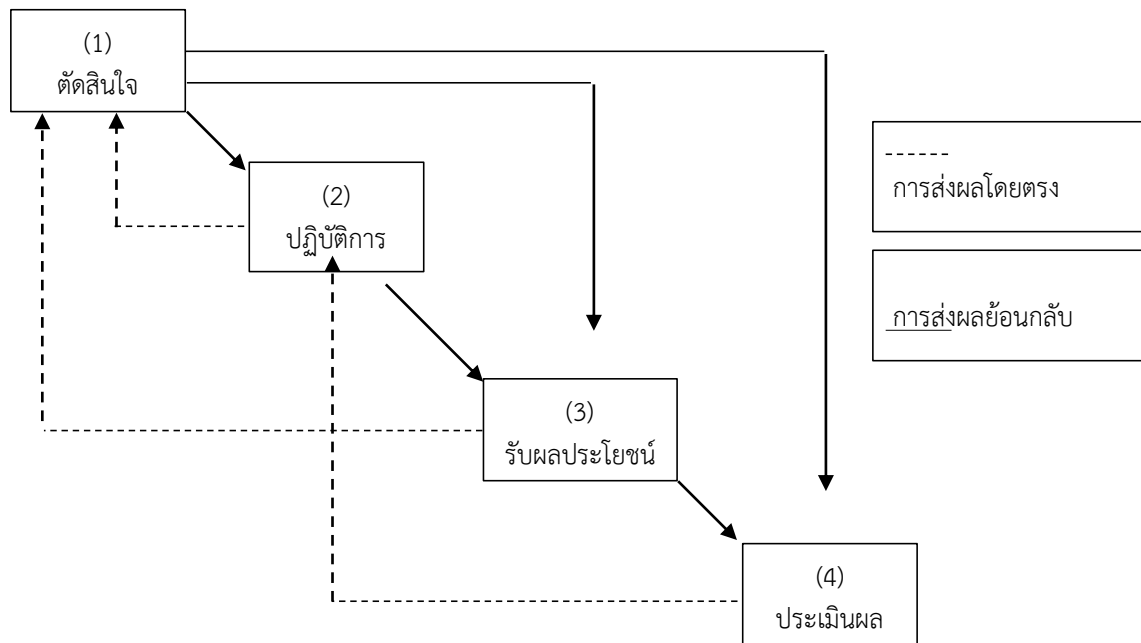 (1)
ตัดสินใจ
(2)
ปฏิบัติการ
(3)
รับผลประโยชน์
(4)
ประเมินผล
การส่งผลโดยตรง
การส่งผลย้อนกลับ